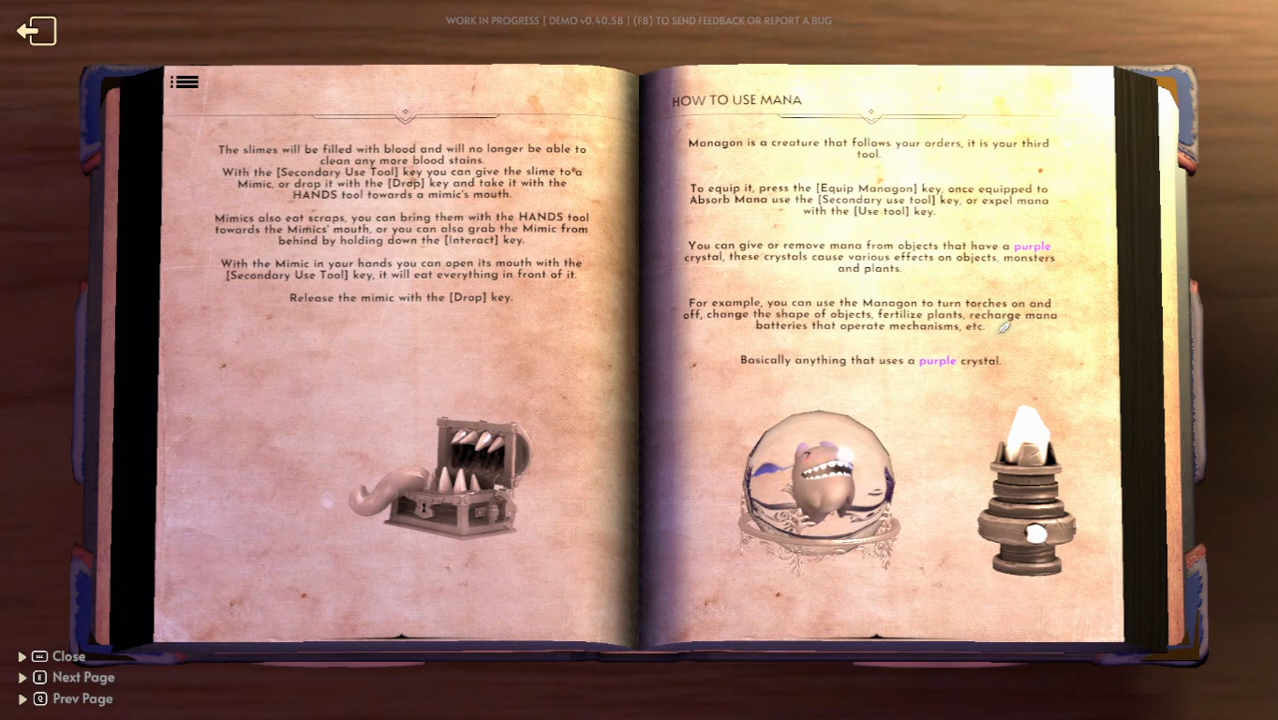 WORK IN PROGRESS | DEMO v0.40.58 | (F8) TO SEND FEEDBACK OR REPORT A BUG
The slimes will be filled with blood and will no longer be able to
clean any more blood stains.
With the [Secondary Use Tool] key you can give the slime to a
Mimic, or drop it with the [Drop] key and take it with the
HANDS tool towards a mimic's mouth.
Mimics also eat scraps, you can bring them with the HANDS tool
towards the Mimics' mouth, or you can also grab the Mimic from
behind by holding down the [Interact] key.
With the Mimic in your hands you can open its mouth with the
[Secondary Use Tool] key, it will eat everything in front of it.
Release the mimic with the [Drop] key.
HOW TO USE MANA
Managon is a creature that follows your orders, it is your third
tool.
To equip it, press the [Equip Managon] key, once equipped to
Absorb Mana use the [Secondary use tool] key, or expel mana
with the [Use tool] key.
You can give or remove mana from objects that have a purple
crystal, these crystals cause various effects on objects, monsters
and plants.
For example, you can use the Managon to turn torches on and
off, change the shape of objects, fertilize plants, recharge mana
batteries that operate mechanisms, etc.
Basically anything that uses a purple crystal.
Close
E Next Page
Q Prev Page